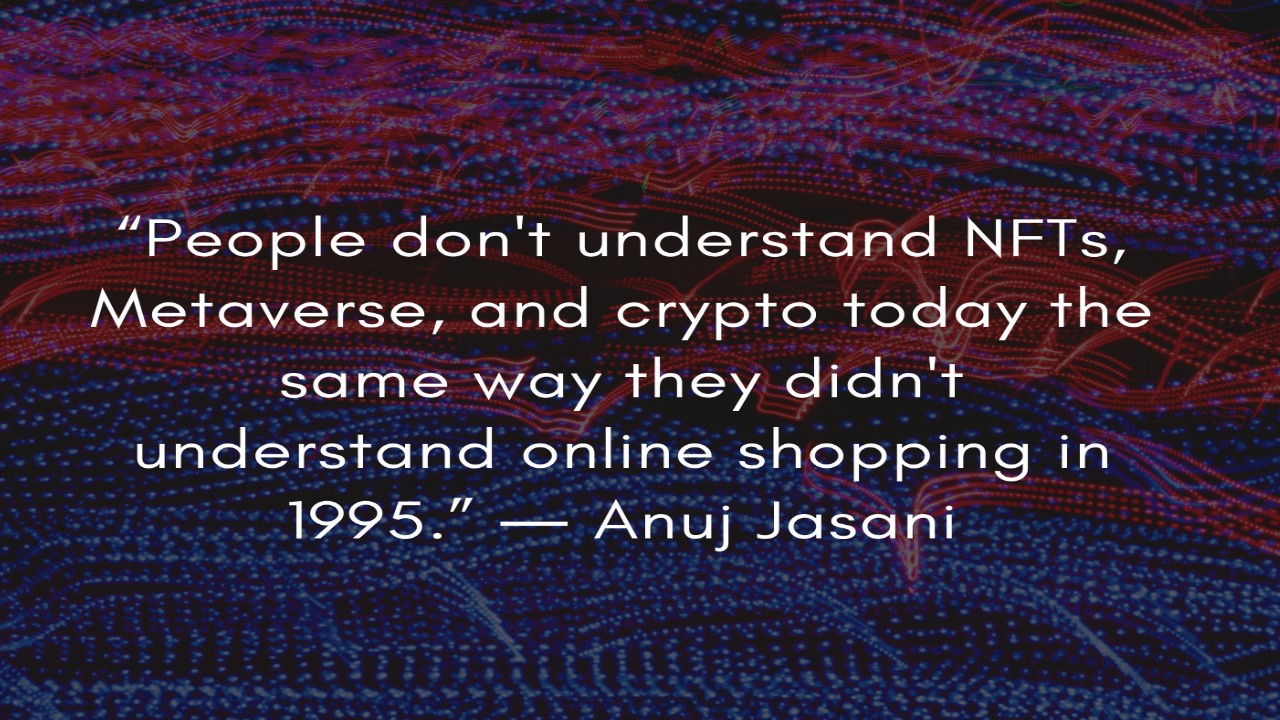 “People don't understand NFTs,
Metaverse, and crypto today the
same way they didn't
understand online shopping in
1995.” — Anuj Jasani